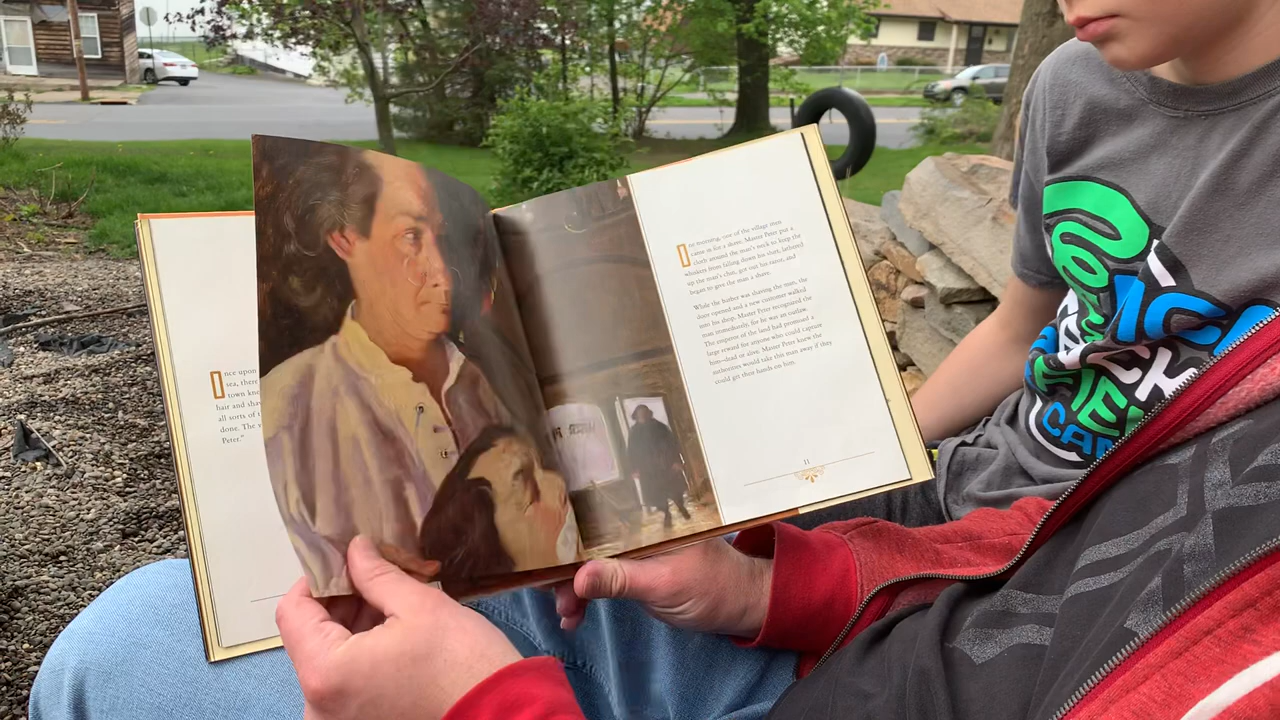 nce upon
sea, there
town kno
hair and sha
all sorts of
done. The v
Peter."
One morning, one of the village men
came in for a shave. Master Peter put a
cloth around the man's neck to keep the
whiskers from falling down his shirt, lathered
up the man's chin, got out his razor, and
began to give the man a shave.
While the barber was shaving the man, the
door opened and a new customer walked
into his shop. Master Peter recognized the
man immediately, for he was an outlaw.
The emperor of the land had promised a
large reward for anyone who could capture
him—dead or alive. Master Peter knew the
authorities would take this man away if they
could get their hands on him.
11